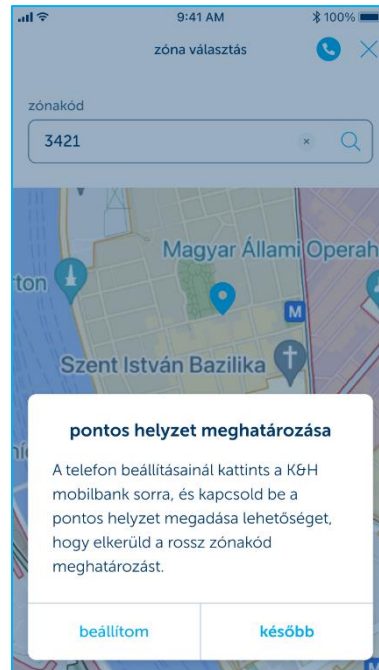 9:41 AM
100%
zóna választás
zónakód
3421
Magyar Állami Operah
ton
M
Szent István Bazilika
pontos helyzet meghatározása
A telefon beállításainál kattints a K&H
mobilbank sorra, és kapcsold be a
pontos helyzet megadása lehetőséget,
hogy elkerüld a rossz zónakód
meghatározást.
beállítom
később